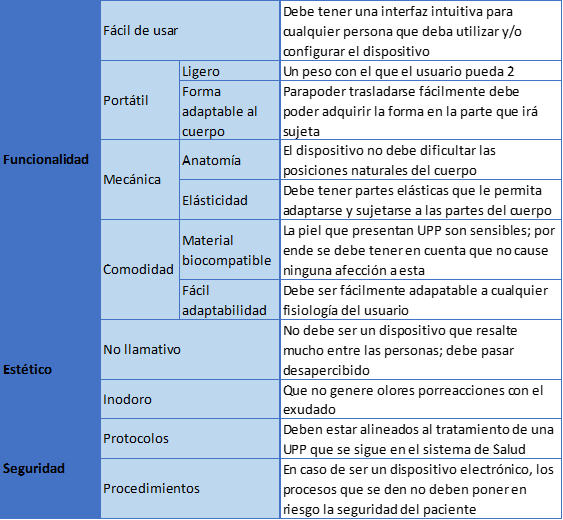 Fácil de usar
Debe tener una interfaz intuitiva para
cualquier persona que deba utilizar y/o
configurar el dispositivo
Funcionalidad
Portátil
Ligero
Un peso con el que el usuario pueda 2
Forma
adaptable al
cuerpo
Parapoder trasladarse fácilmente debe
poder adquirir la forma en la parte que irá
sujeta
Mecánica
Anatomía
El dispositivo no debe dificultar las
posiciones naturales del cuerpo
Elásticidad
Debe tener partes elásticas que le permita
adaptarse y sujetarse a las partes del cuerpo
Comodidad
Material
biocompatible
La piel que presentan UPP son sensibles; por
ende se debe tener en cuenta que no cause
ninguna afección a esta
Fácil
adaptabilidad
Debe ser fácilmente adapatable a cualquier
fisiología del usuario
Estético
No llamativo
No debe ser un dispositivo que resalte
mucho entre las personas; debe pasar
desapercibido
Inodoro
Que no genere olores porreacciones con el
exudado
Seguridad
Protocolos
Deben estar alineados al tratamiento de una
UPP que se sigue en el sistema de Salud
Procedimientos
En caso de ser un dispositivo electrónico, los
procesos que se den no deben poner en
riesgo la seguridad del paciente